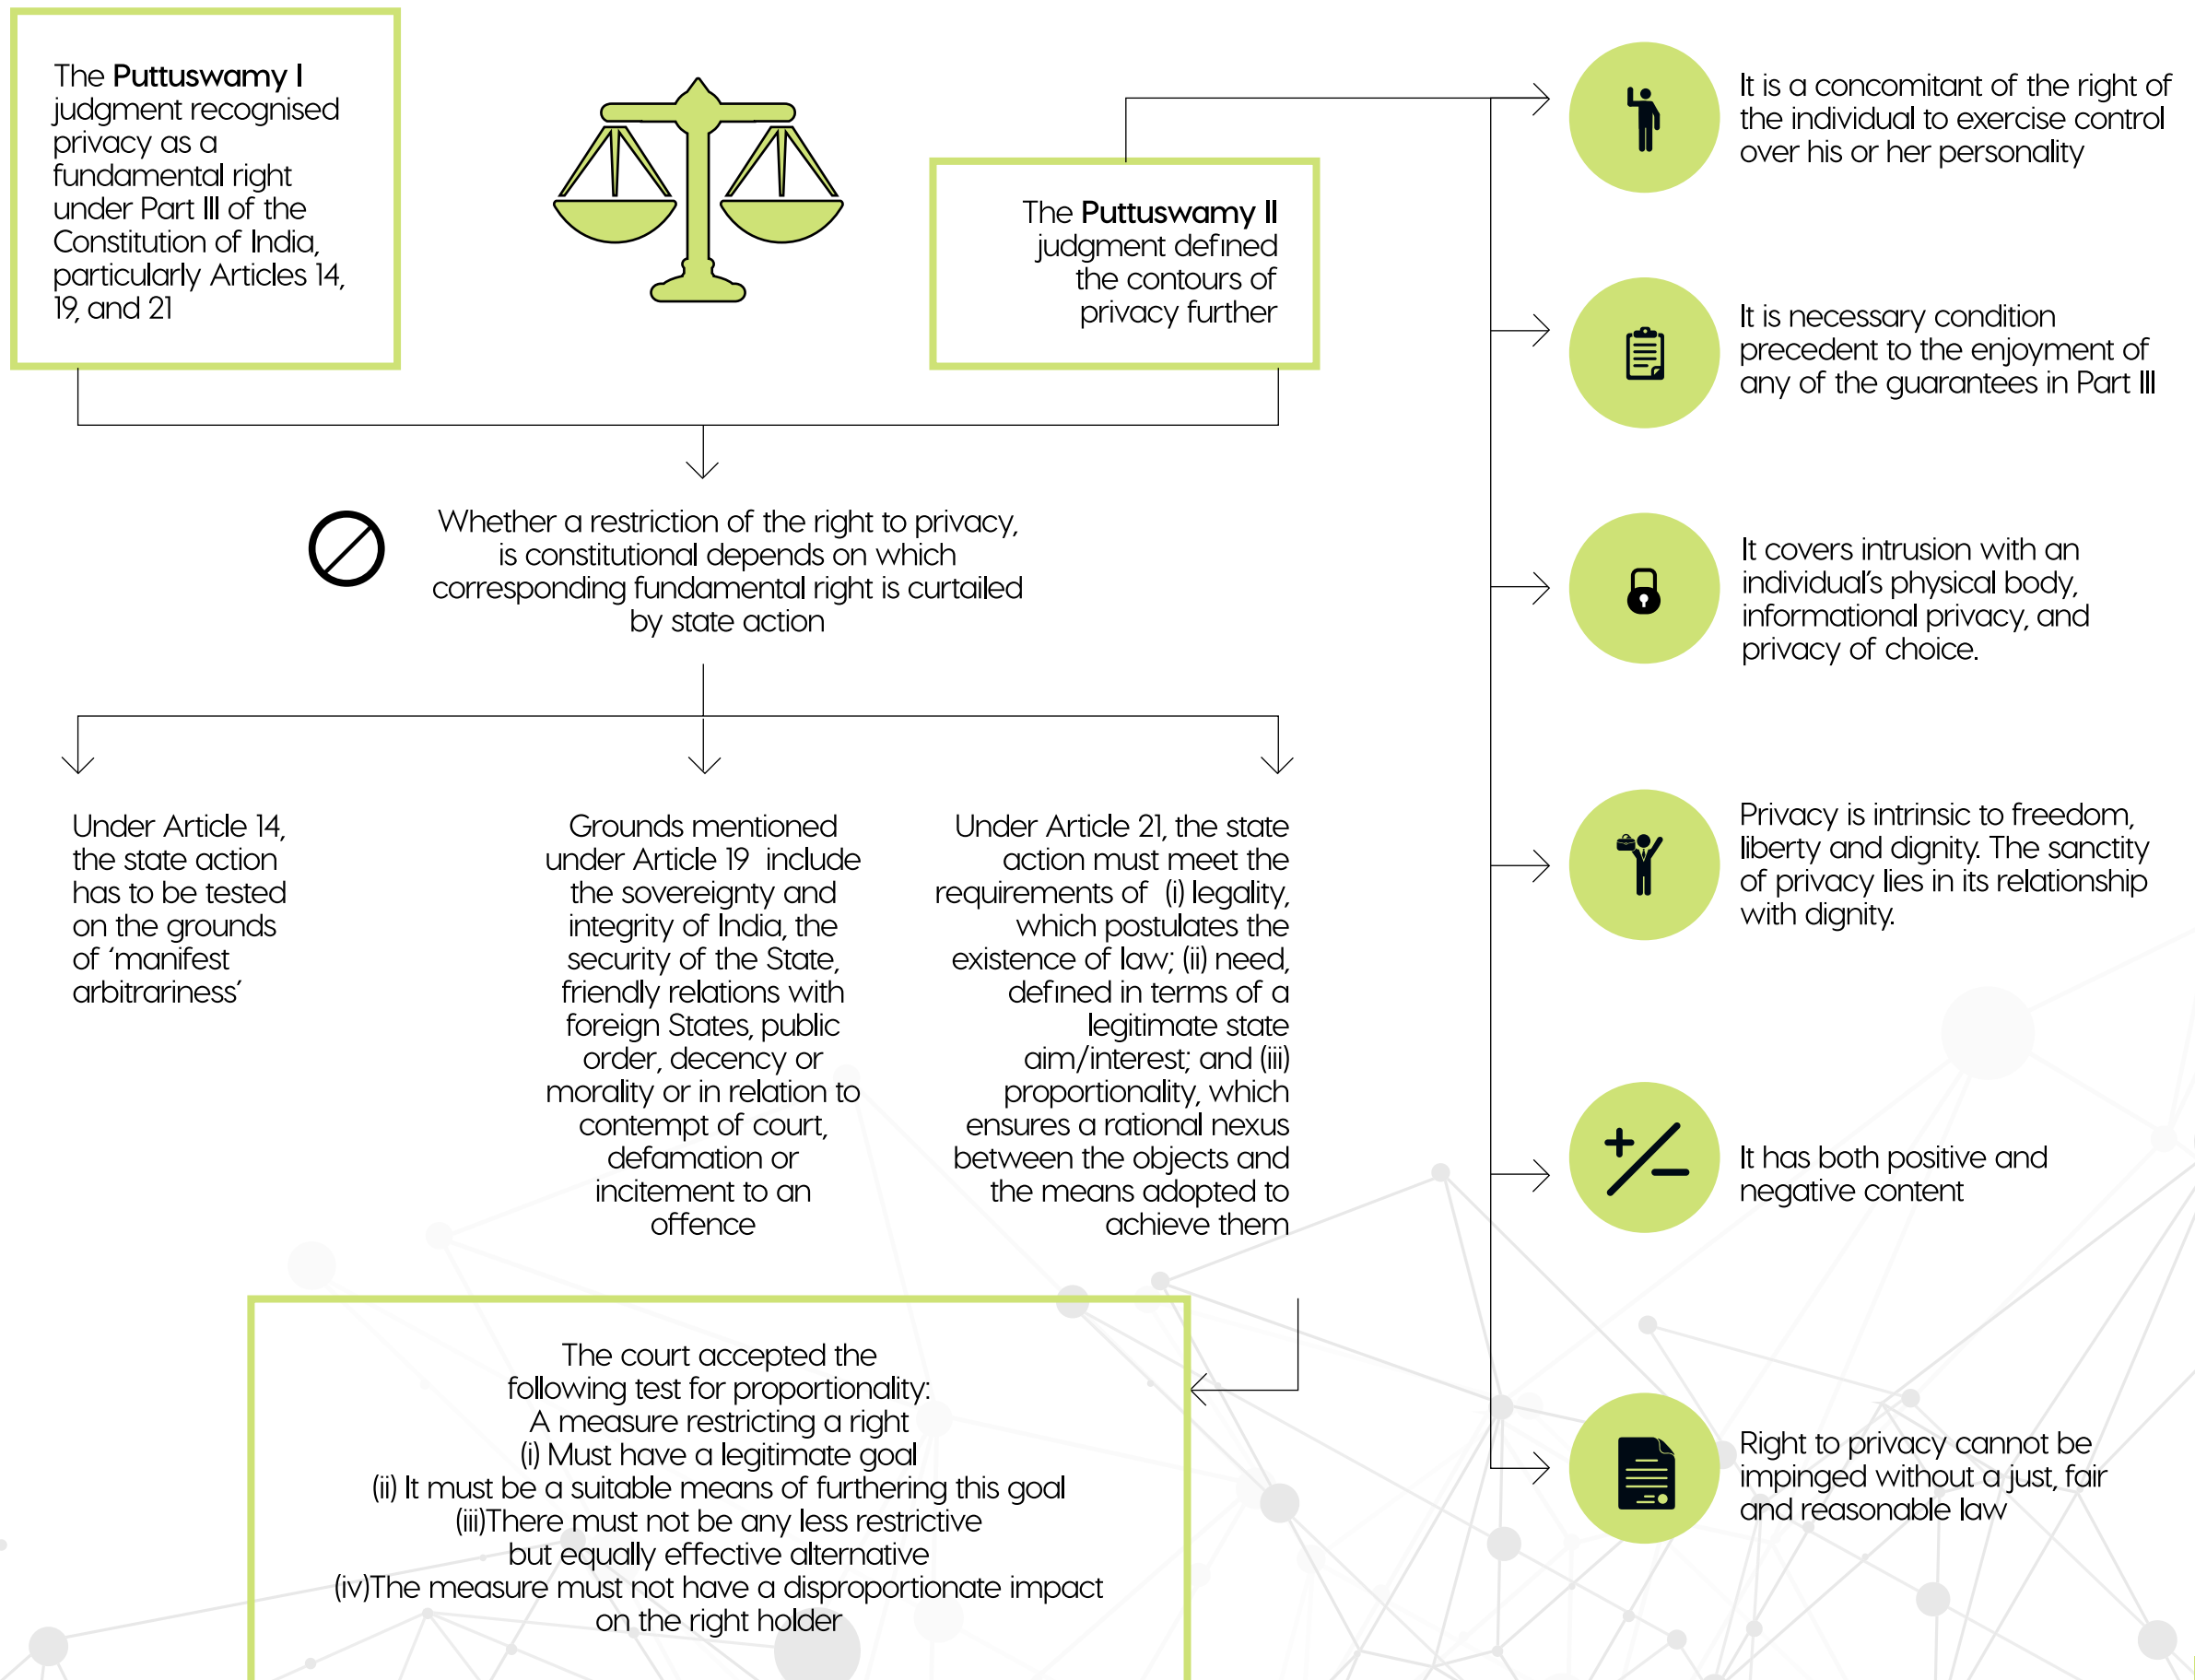 The Puttuswamy I
judgment recognised
privacy as a
fundamental right
under Part III of the
Constitution of India,
particularly Articles 14,
19, and 21
The Puttuswamy II
judgment defined
the contours of
privacy further
Whether a restriction of the right to privacy,
is constitutional depends on which
corresponding fundamental right is curtailed
by state action
Under Article 14,
the state action
has to be tested
on the grounds
of ‘manifest
arbitrariness’
Grounds mentioned
under Article 19 include
the sovereignty and
integrity of India, the
security of the State,
friendly relations with
foreign States, public
order, decency or
morality or in relation to
contempt of court,
defamation or
incitement to an
offence
Under Article 21, the state
action must meet the
requirements of (i) legality,
which postulates the
existence of law; (ii) need,
defined in terms of a
legitimate state
aim/interest; and (iii)
proportionality, which
ensures a rational nexus
between the objects and
the means adopted to
achieve them
The court accepted the
following test for proportionality:
A measure restricting a right
(i) Must have a legitimate goal
(ii) It must be a suitable means of furthering this goal
(iii)There must not be any less restrictive
but equally effective alternative
(iv)The measure must not have a disproportionate impact
on the right holder
It is a concomitant of the right of
the individual to exercise control
over his or her personality
It is necessary condition
precedent to the enjoyment of
any of the guarantees in Part III
It covers intrusion with an
individual’s physical body,
informational privacy, and
privacy of choice.
Privacy is intrinsic to freedom,
liberty and dignity. The sanctity
of privacy lies in its relationship
with dignity.
It has both positive and
negative content
Right to privacy cannot be
impinged without a just, fair
and reasonable law